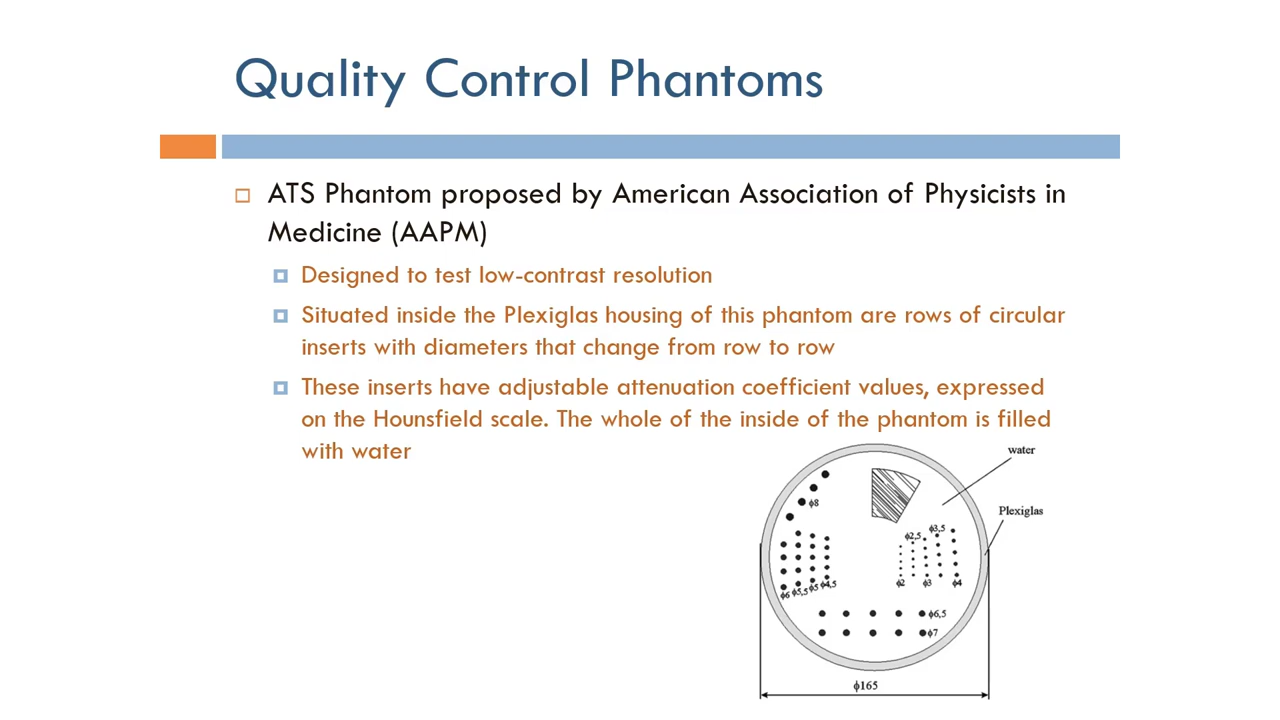 Quality Control Phantoms
ATS Phantom proposed by American Association of Physicists in
Medicine (AAPM)
Designed to test low-contrast resolution
Situated inside the Plexiglas housing of this phantom are rows of circular
inserts with diameters that change from row to row
These inserts have adjustable attenuation coefficient values, expressed
on the Hounsfield scale. The whole of the inside of the phantom is filled
with water
water
Plexiglas
ϕ8
ϕ3,5
ϕ2,5
ϕ2 ϕ3 ϕ4
ϕ6 ϕ5,5 ϕ5 ϕ4,5
ϕ6,5
ϕ7
ϕ165